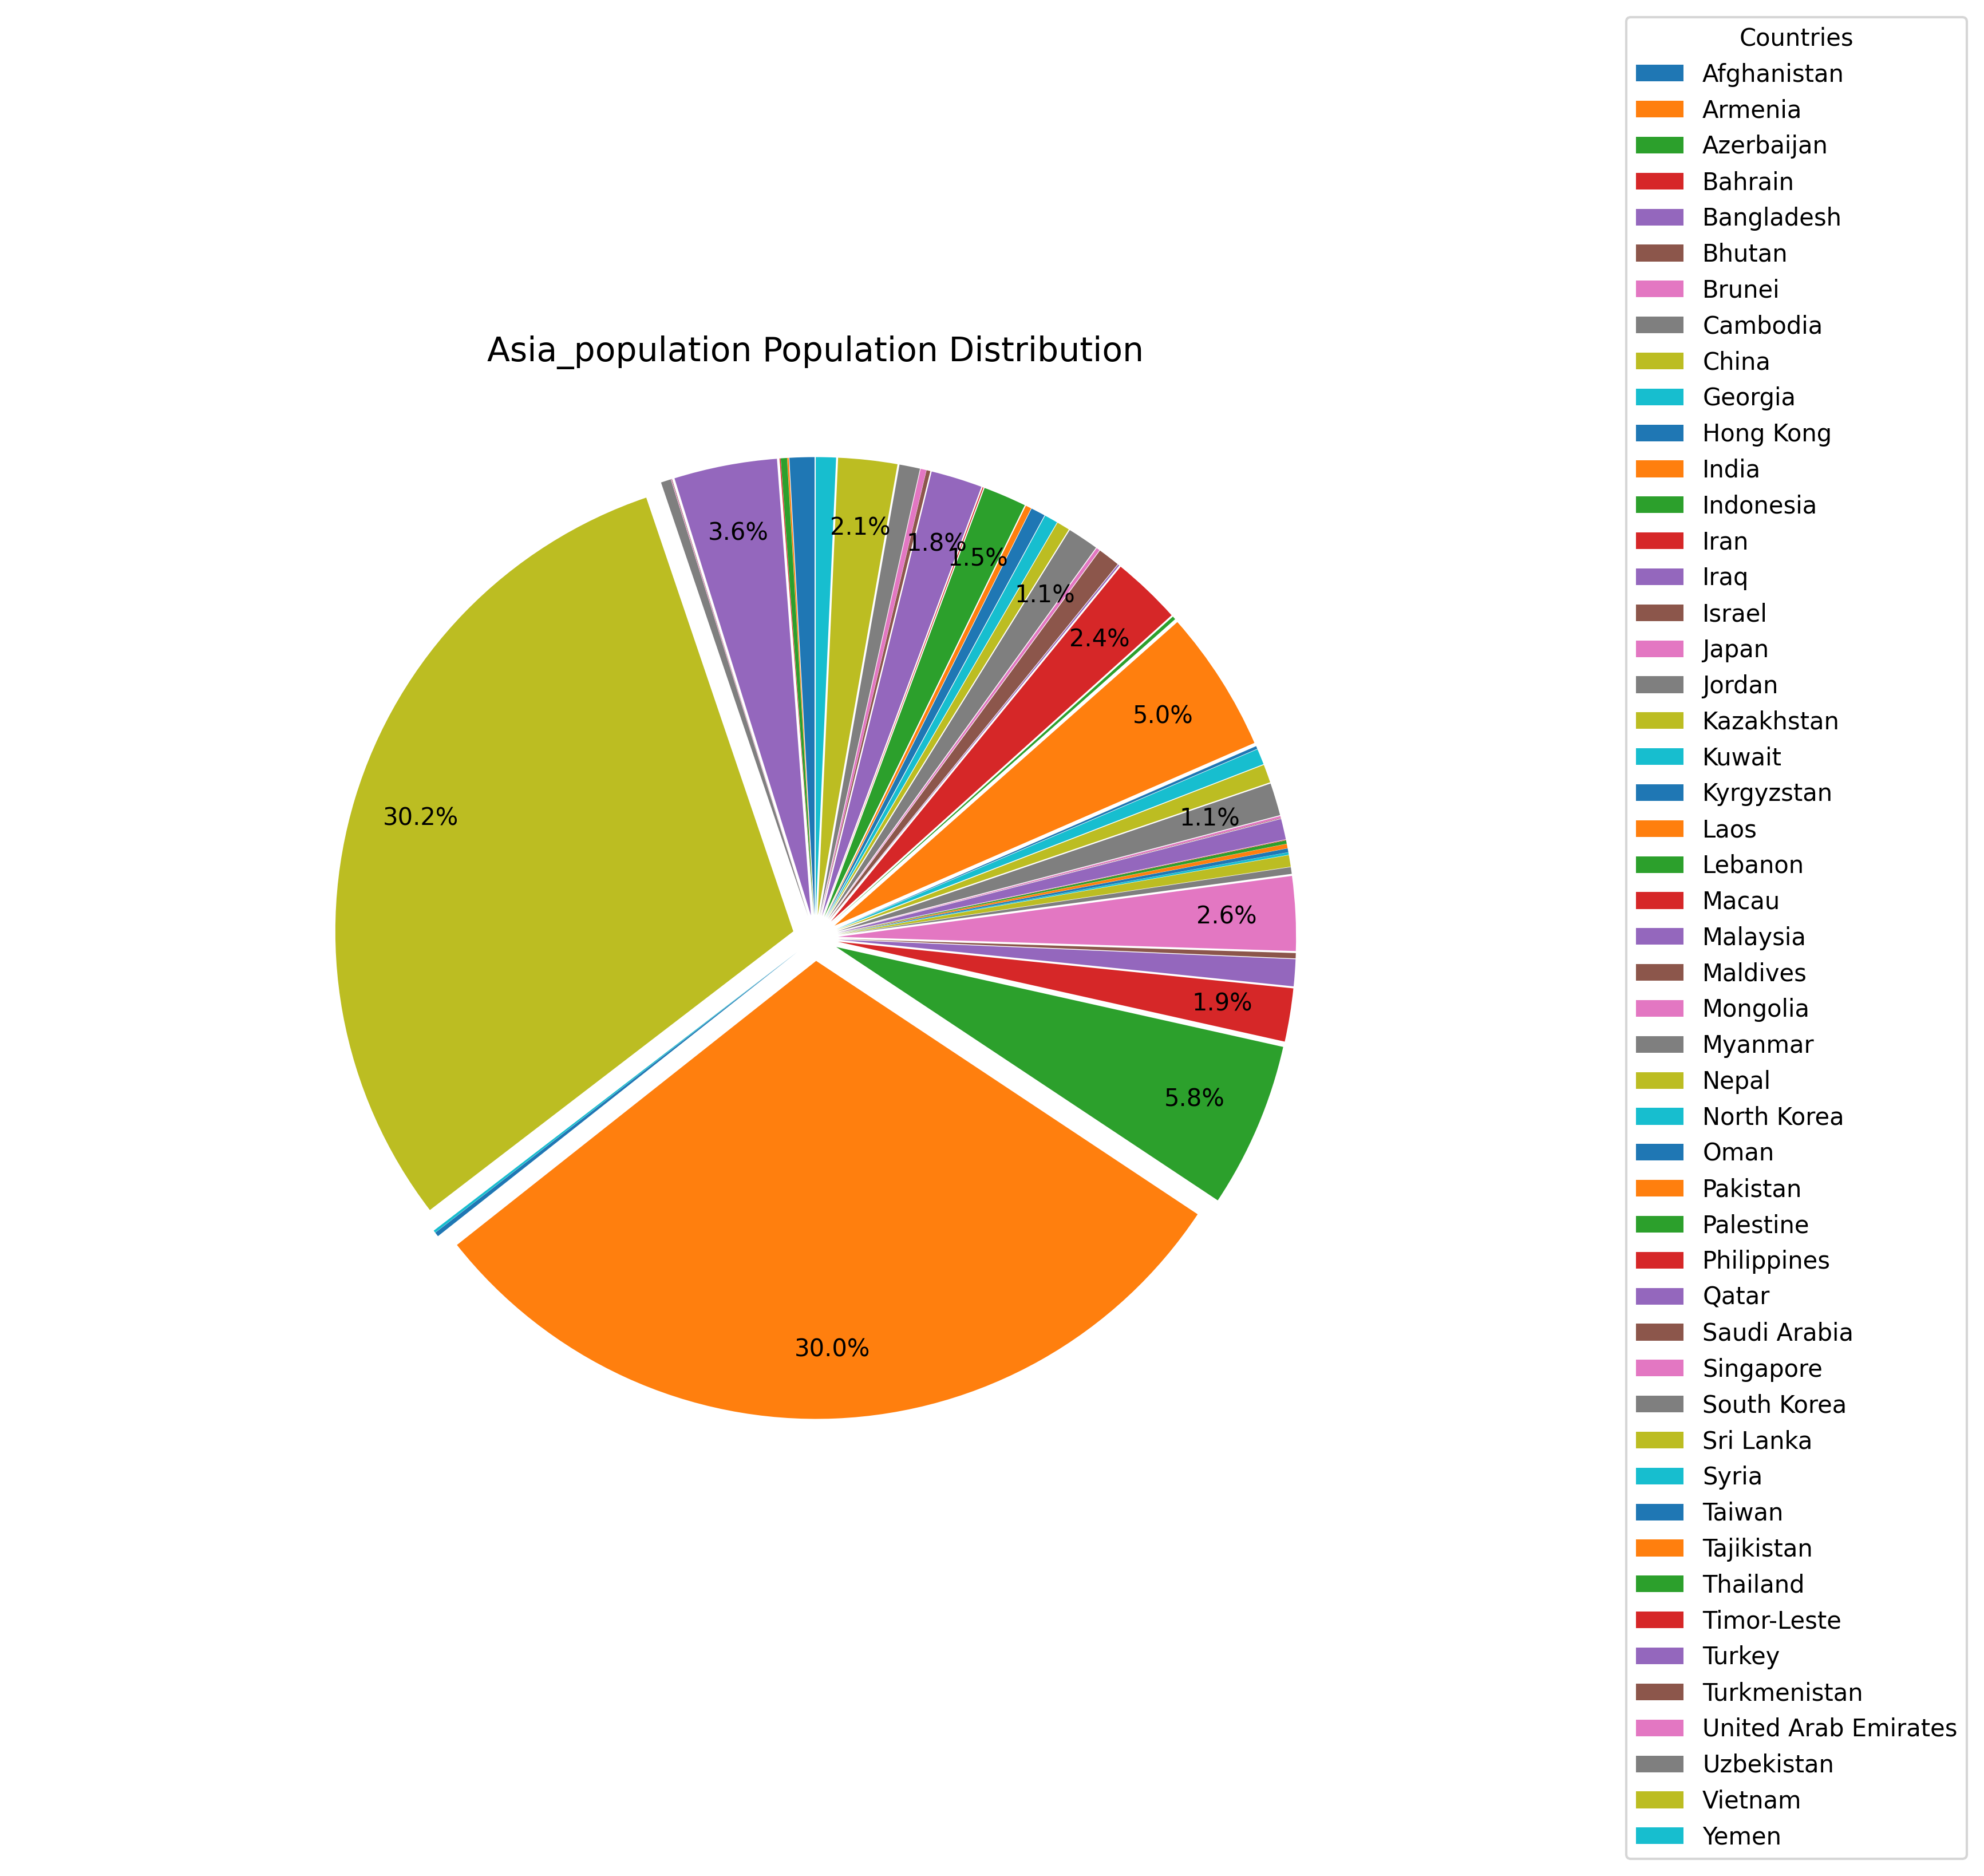 Asia_population Population Distribution
3.6%
2.1%
1.8%
1.5%
1.1%
2.4%
5.0%
30.2%
1.1%
2.6%
1.9%
5.8%
30.0%
Countries
Afghanistan
Armenia
Azerbaijan
Bahrain
Bangladesh
Bhutan
Brunei
Cambodia
China
Georgia
Hong Kong
India
Indonesia
Iran
Iraq
Israel
Japan
Jordan
Kazakhstan
Kuwait
Kyrgyzstan
Laos
Lebanon
Macau
Malaysia
Maldives
Mongolia
Myanmar
Nepal
North Korea
Oman
Pakistan
Palestine
Philippines
Qatar
Saudi Arabia
Singapore
South Korea
Sri Lanka
Syria
Taiwan
Tajikistan
Thailand
Timor-Leste
Turkey
Turkmenistan
United Arab Emirates
Uzbekistan
Vietnam
Yemen